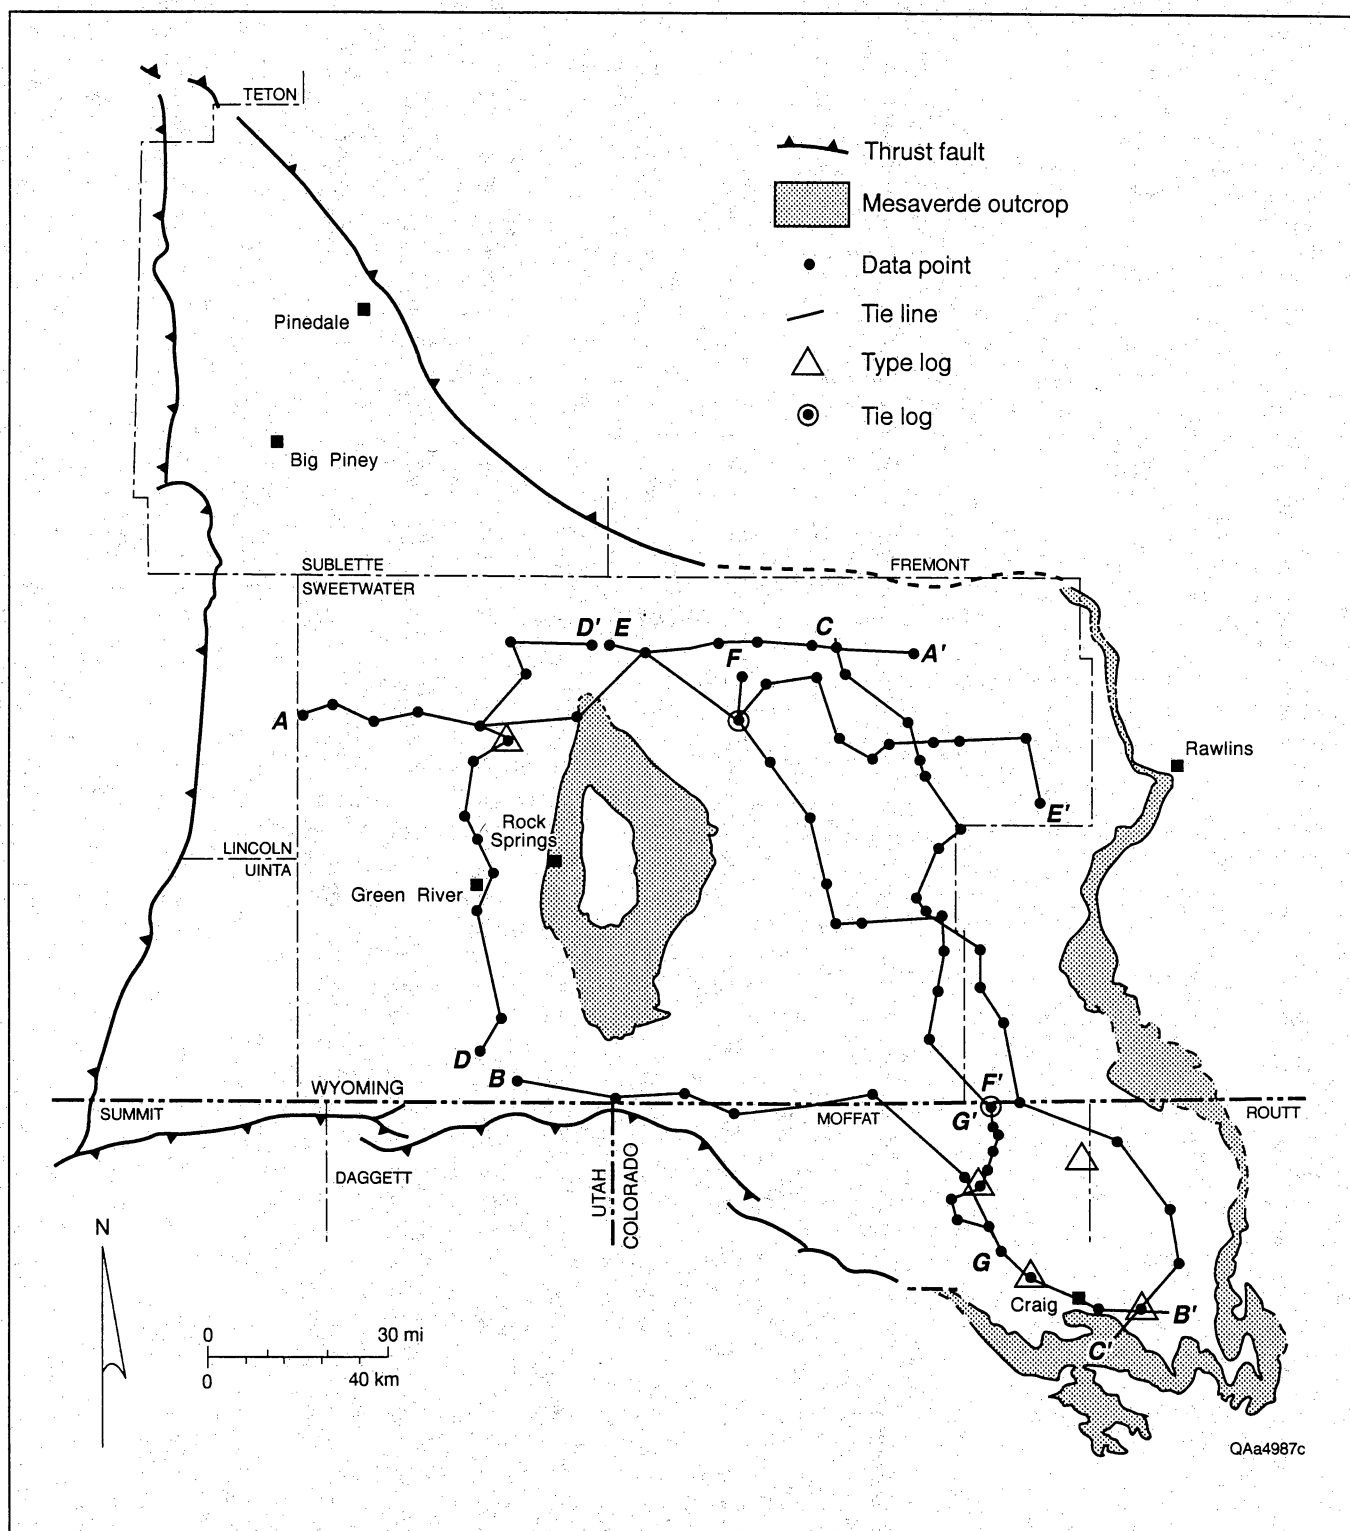 TETON
Thrust fault
Mesaverde outcrop
Data point
Tie line
Type log
Tie log
Pinedale
Big Piney
SUBLETTE
SWEETWATER
FREMONT
D' E
C
F
A'
A
Rawlins
Rock
Springs
E'
LINCOLN
UINTA
Green River
D
B
WYOMING
F'
SUMMIT
MOFFAT
G'
ROUTT
DAGGETT
UTAH
COLORADO
N
G
Craig
B'
C'
0 30 mi
0 40 km
QAa4987c